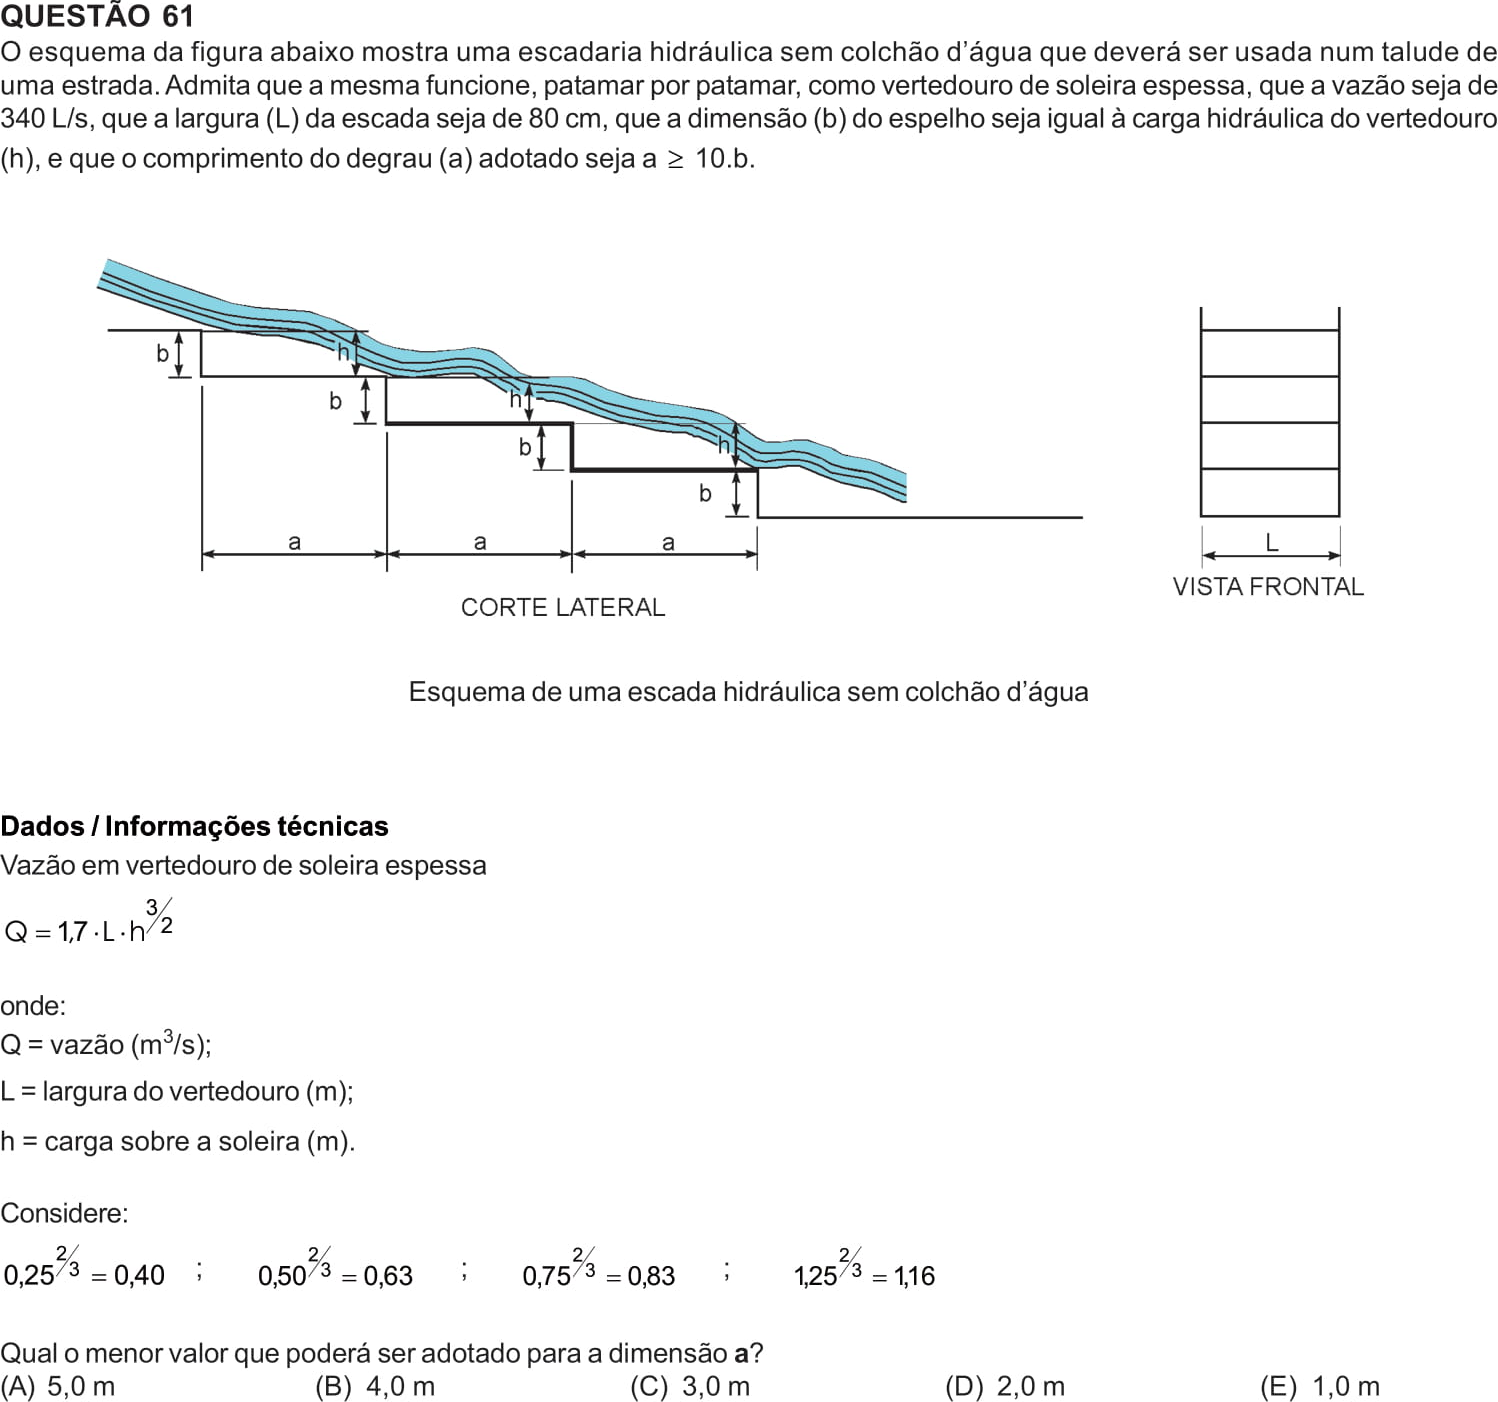 QUESTÃO 61
O esquema da figura abaixo mostra uma escadaria hidráulica sem colchão d’água que deverá ser usada num talude de
uma estrada. Admita que a mesma funcione, patamar por patamar, como vertedouro de soleira espessa, que a vazão seja de
340 L/s, que a largura (L) da escada seja de 80 cm, que a dimensão (b) do espelho seja igual à carga hidráulica do vertedouro
(h), e que o comprimento do degrau (a) adotado seja a ≥ 10.b.
b
h
b
h
b
h
b
a
a
a
L
CORTE LATERAL
VISTA FRONTAL
Esquema de uma escada hidráulica sem colchão d’água
Dados / Informações técnicas
Vazão em vertedouro de soleira espessa
Q = 1,7 · L · h^3/2
onde:
Q = vazão (m³/s);
L = largura do vertedouro (m);
h = carga sobre a soleira (m).
Considere:
0,25^2/3 = 0,40 ; 0,50^2/3 = 0,63 ; 0,75^2/3 = 0,83 ; 1,25^2/3 = 1,16
Qual o menor valor que poderá ser adotado para a dimensão a?
(A) 5,0 m (B) 4,0 m (C) 3,0 m (D) 2,0 m (E) 1,0 m